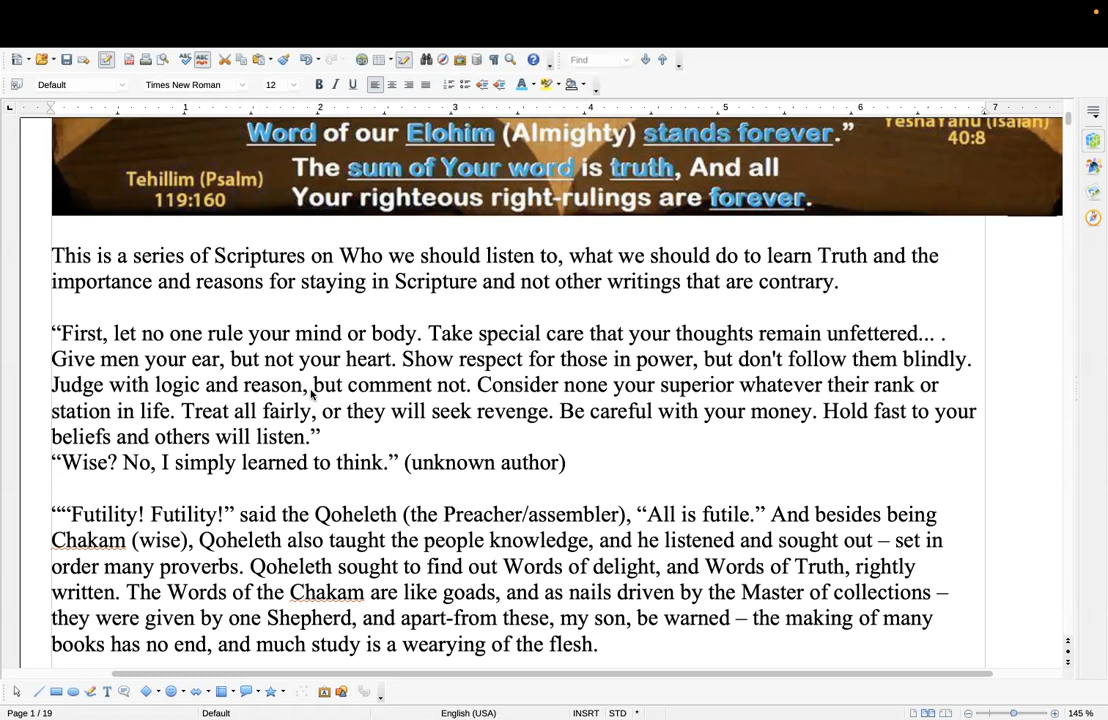 Default
Times New Roman
12
Find
1 2 3 4 5 6 7
Word of our Elohim (Almighty) stands forever.”
40:8
Tehillim (Psalm)
119:160
The sum of Your word is truth, And all
Your righteous right-rulings are forever.
This is a series of Scriptures on Who we should listen to, what we should do to learn Truth and the
importance and reasons for staying in Scripture and not other writings that are contrary.
“First, let no one rule your mind or body. Take special care that your thoughts remain unfettered... .
Give men your ear, but not your heart. Show respect for those in power, but don't follow them blindly.
Judge with logic and reason, but comment not. Consider none your superior whatever their rank or
station in life. Treat all fairly, or they will seek revenge. Be careful with your money. Hold fast to your
beliefs and others will listen.”
“Wise? No, I simply learned to think.” (unknown author)
““Futility! Futility!” said the Qoheleth (the Preacher/assembler), “All is futile.” And besides being
Chakam (wise), Qoheleth also taught the people knowledge, and he listened and sought out – set in
order many proverbs. Qoheleth sought to find out Words of delight, and Words of Truth, rightly
written. The Words of the Chakam are like goads, and as nails driven by the Master of collections –
they were given by one Shepherd, and apart-from these, my son, be warned – the making of many
books has no end, and much study is a wearying of the flesh.
Page 1 / 19
Default
English (USA)
INSRT
STD
*
145 %